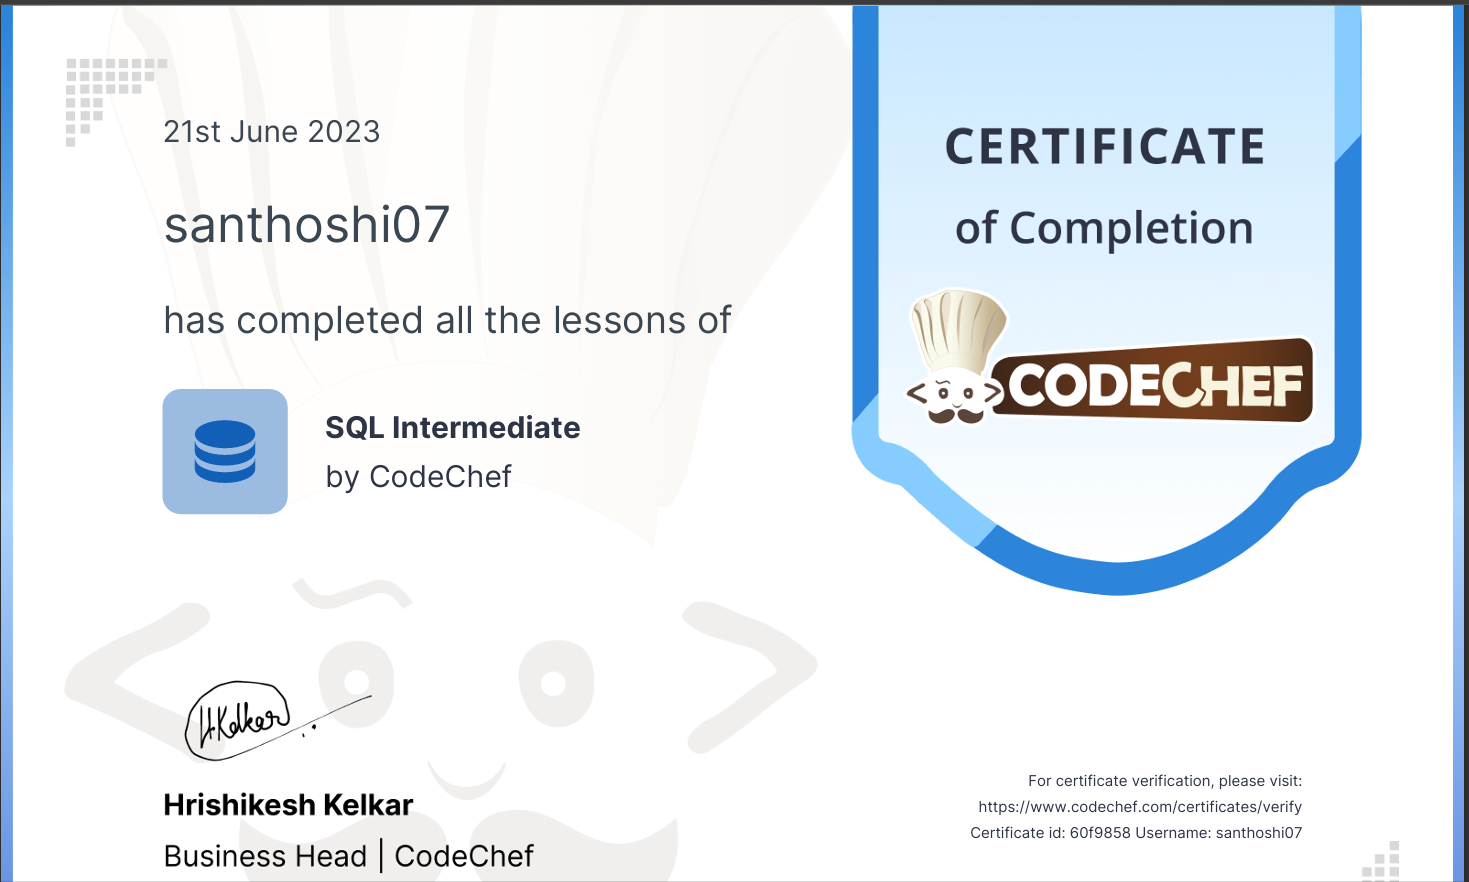 21st June 2023
santhoshi07
has completed all the lessons of
SQL Intermediate
by CodeChef
CERTIFICATE
of Completion
CODECHEF
H.Kelkar
Hrishikesh Kelkar
Business Head | CodeChef
For certificate verification, please visit:
https://www.codechef.com/certificates/verify
Certificate id: 60f9858 Username: santhoshi07